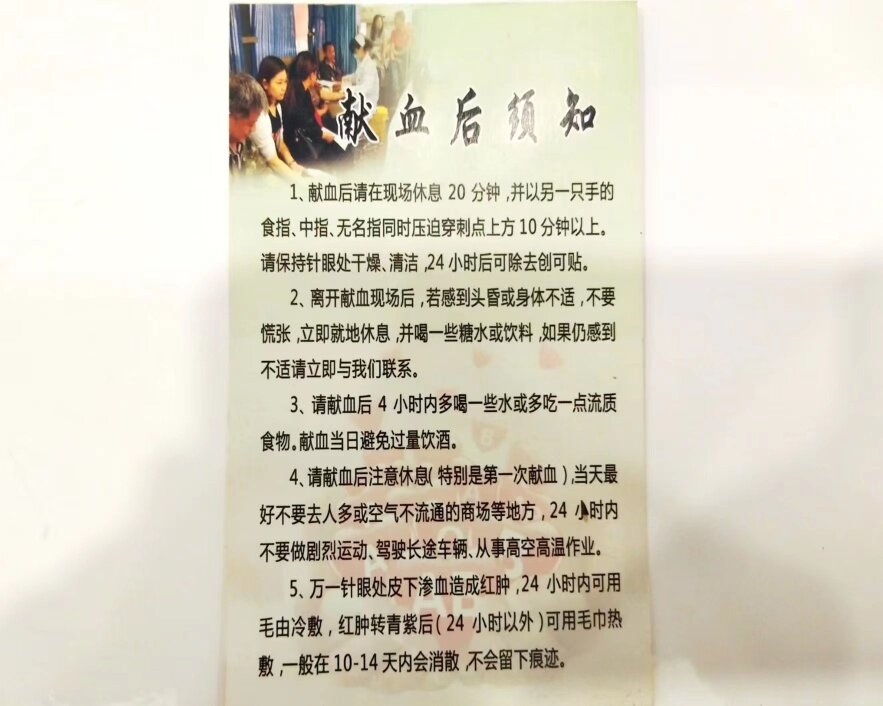 献血后须知
1、献血后请在现场休息 20 分钟,并以另一只手的
食指、中指、无名指同时压迫穿刺点上方10分钟以上。
请保持针眼处干燥、清洁,24小时后可除去创可贴。
2、离开献血现场后,若感到头昏或身体不适,不要
慌张,立即就地休息,并喝一些糖水或饮料,如果仍感到
不适请立即与我们联系。
3、请献血后 4 小时内多喝一些水或多吃一点流质
食物。献血当日避免过量饮酒。
4、请献血后注意休息(特别是第一次献血),当天最
好不要去人多或空气不流通的商场等地方,24 小时内
不要做剧烈运动、驾驶长途车辆、从事高空高温作业。
5、万一针眼处皮下渗血造成红肿,24 小时内可用
毛由冷敷,红肿转青紫后(24 小时以外)可用毛巾热
敷,一般在10-14天内会消散,不会留下痕迹。